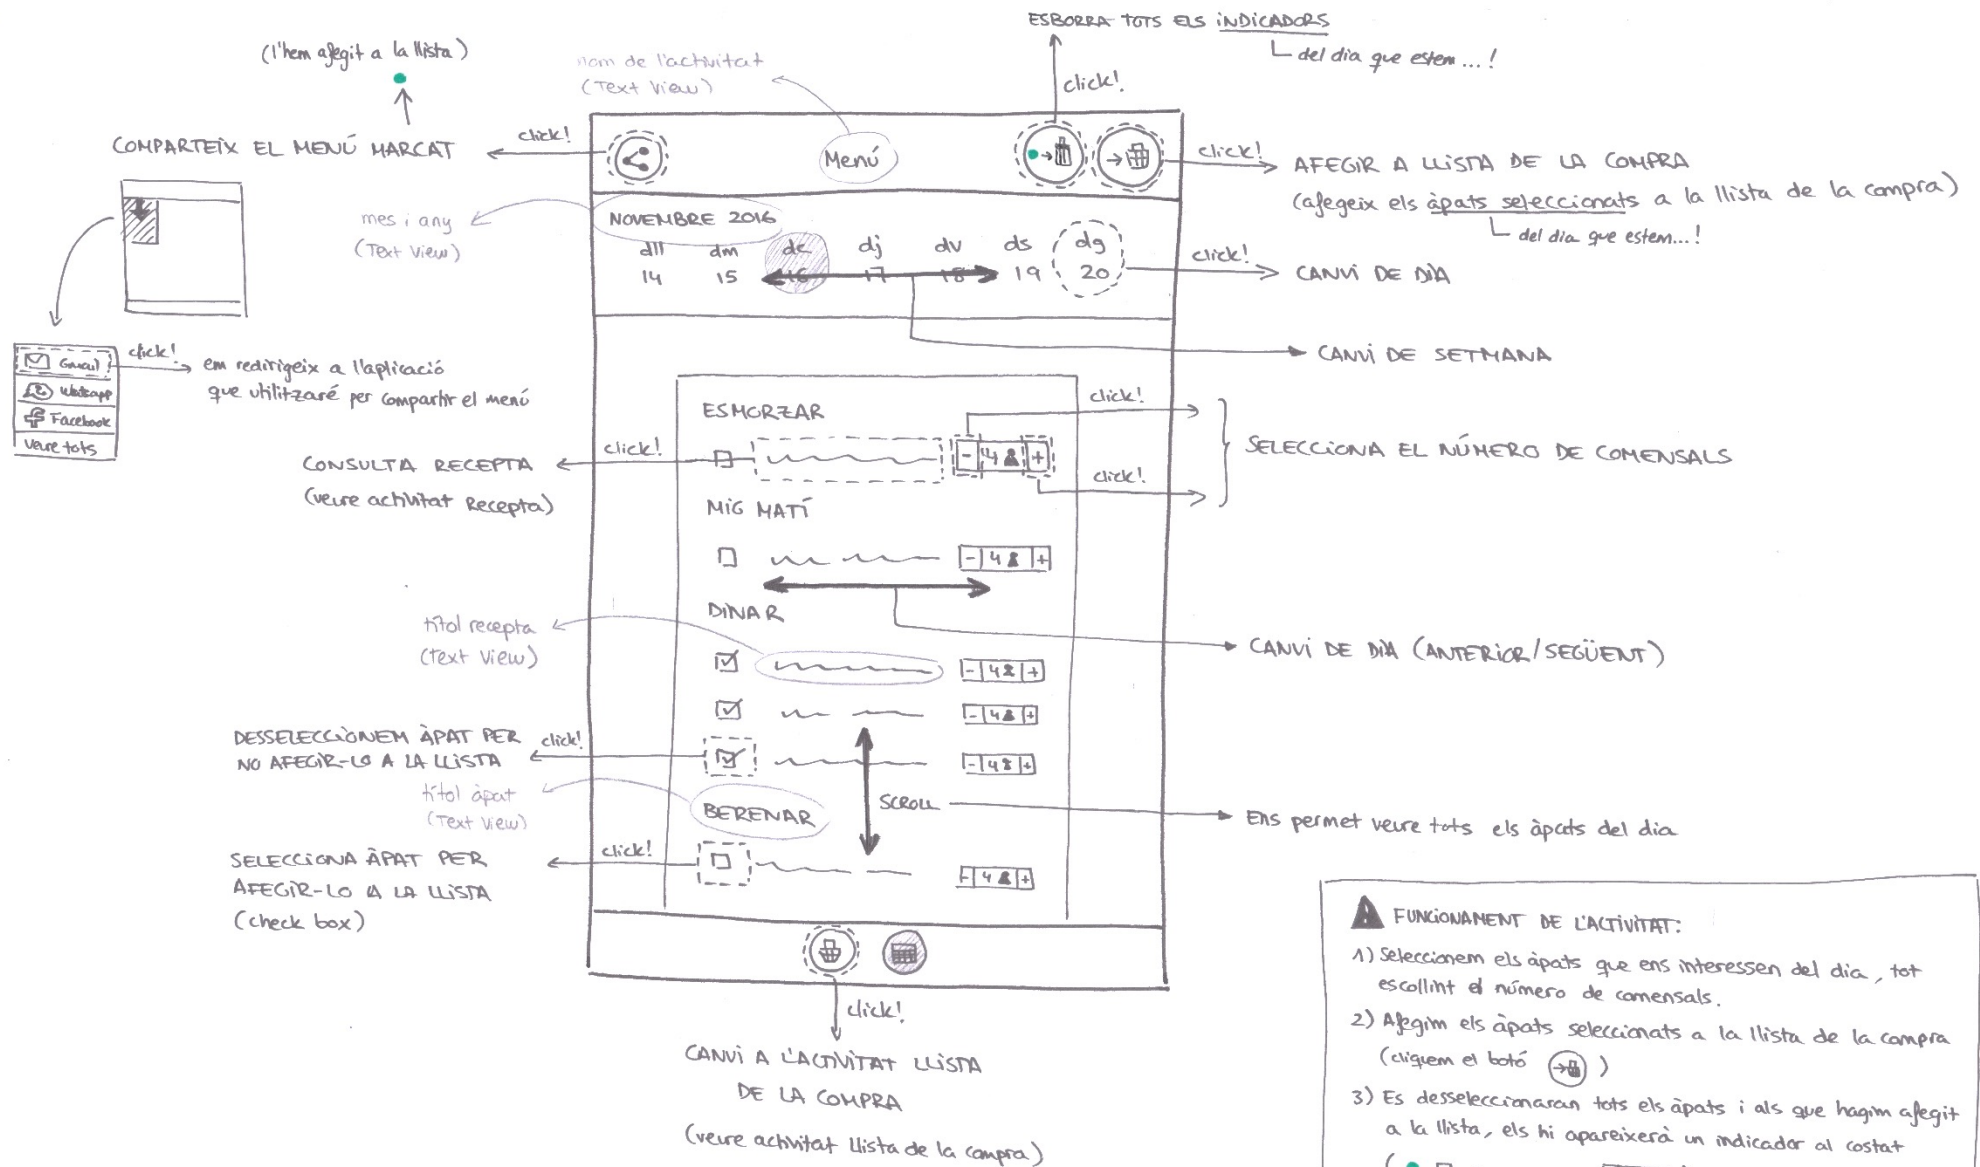 ESBORRA TOTS ELS INDICADORS
del dia que estem...!
click!
(l'hem afegit a la llista)
nom de l'activitat
(Text View)
COMPARTEIX EL MENÚ MARCAT
click!
Menú
click!
AFEGIR A LLISTA DE LA COMPRA
(afegeix els àpats seleccionats a la llista de la compra)
del dia que estem...!
mes i any
(Text View)
NOVEMBRE 2016
dll dm dc dj dv ds dg
14 15 16 17 18 19 20
click!
CANVI DE DIA
CANVI DE SETMANA
Gmail
Whatsapp
Facebook
Veure tots
click!
em redirigeix a l'aplicació
que utilitzaré per compartir el menú
ESMORZAR
click!
- 4 +
click!
SELECCIONA EL NÚMERO DE COMENSALS
click!
CONSULTA RECEPTA
(veure activitat Recepta)
MIG MATÍ
- 4 +
DINAR
CANVI DE DIA (ANTERIOR/SEGÜENT)
títol recepta
(Text View)
- 4 +
- 4 +
- 4 +
click!
DESSELECCIONEM ÀPAT PER
NO AFEGIR-LO A LA LLISTA
títol àpat
(Text View)
BERENAR
SCROLL
Ens permet veure tots els àpats del dia
click!
SELECCIONA ÀPAT PER
AFEGIR-LO A LA LLISTA
(check box)
- 4 +
click!
CANVI A L'ACTIVITAT LLISTA
DE LA COMPRA
(veure activitat Llista de la compra)
FUNCIONAMENT DE L'ACTIVITAT:
1) Seleccionem els àpats que ens interessen del dia, tot
escollint el número de comensals.
2) Afegim els àpats seleccionats a la llista de la compra
(cliquem el botó )
3) Es desseleccionaran tots els àpats i als que hagim afegit
a la llista, els hi apareixerà un indicador al costat
(